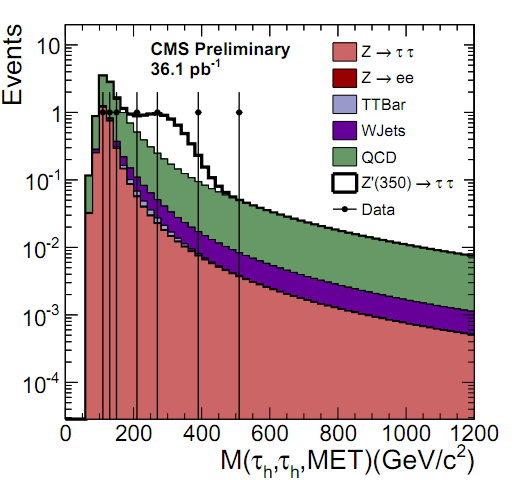 Events
10
1
10⁻¹
10⁻²
10⁻³
10⁻⁴
CMS Preliminary
36.1 pb⁻¹
Z → τ τ
Z → ee
TTBar
WJets
QCD
Z'(350) → τ τ
Data
0 200 400 600 800 1000 1200
M(τₕ,τₕ,MET)(GeV/c²)